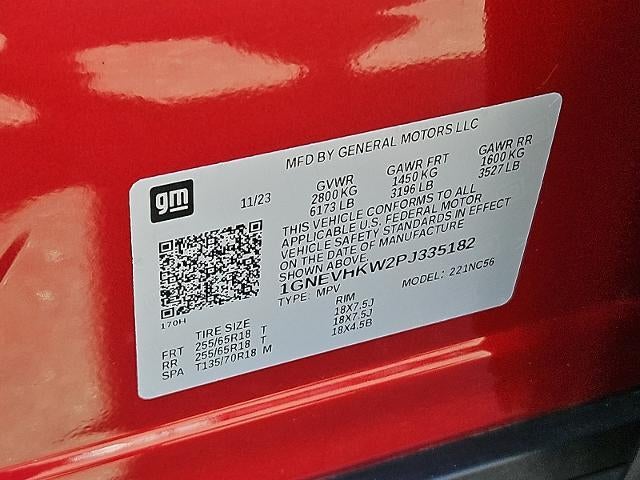 MFD BY GENERAL MOTORS LLC
gm
11/23
GVWR GAWR FRT GAWR RR
2800 KG 1450 KG 1600 KG
6173 LB 3196 LB 3527 LB
THIS VEHICLE CONFORMS TO ALL
APPLICABLE U.S. FEDERAL MOTOR
VEHICLE SAFETY STANDARDS IN EFFECT
ON THE DATE OF MANUFACTURE
SHOWN ABOVE.
1GNEVHKW2PJ335182
TYPE: MPV MODEL: 221NC56
170H
TIRE SIZE RIM
FRT 255/65R18 T 18X7.5J
RR 255/65R18 T 18X7.5J
SPA T135/70R18 M 18X4.5B